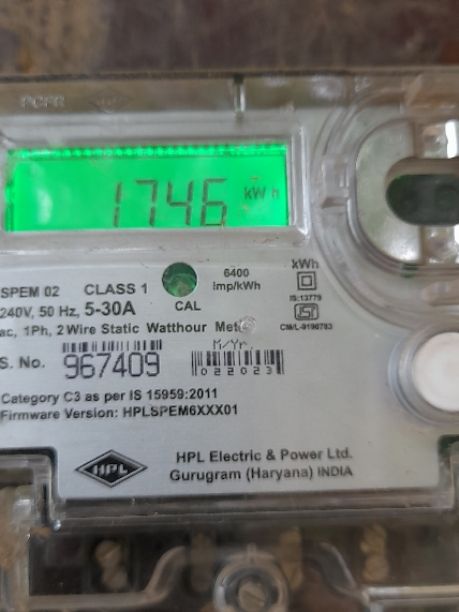 1746 kWh
SPEM 02 CLASS 1
6400
imp/kWh
kWh
240V, 50 Hz, 5-30A
CAL
IS:13779
CM/L-9196783
ac, 1Ph, 2 Wire Static Watthour Meter
M/Yr.
S. No. 967409
022023
Category C3 as per IS 15959:2011
Firmware Version: HPLSPEM6XXX01
HPL
HPL Electric & Power Ltd.
Gurugram (Haryana) INDIA